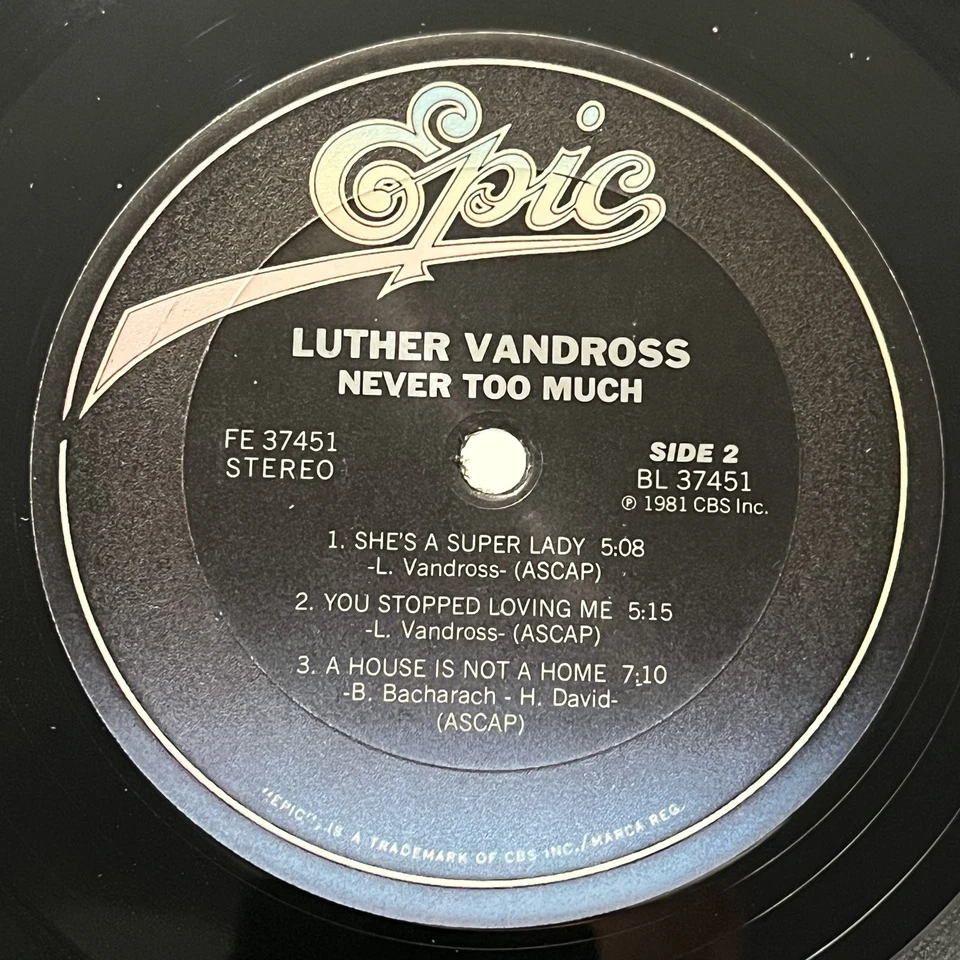 Epic
LUTHER VANDROSS
NEVER TOO MUCH
FE 37451
STEREO
SIDE 2
BL 37451
℗ 1981 CBS Inc.
1. SHE'S A SUPER LADY 5:08
-L. Vandross- (ASCAP)
2. YOU STOPPED LOVING ME 5:15
-L. Vandross- (ASCAP)
3. A HOUSE IS NOT A HOME 7:10
-B. Bacharach - H. David-
(ASCAP)
"EPIC", IS A TRADEMARK OF CBS INC./MARCA REG.